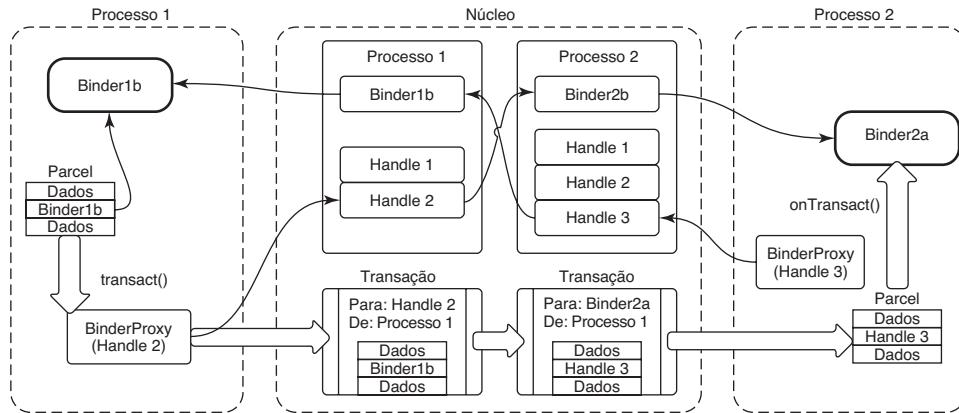 Processo 1
Núcleo
Processo 2
Binder1b
Parcel
Dados
Binder1b
Dados
transact()
BinderProxy
(Handle 2)
Processo 1
Binder1b
Handle 1
Handle 2
Processo 2
Binder2b
Handle 1
Handle 2
Handle 3
Transação
Para: Handle 2
De: Processo 1
Dados
Binder1b
Dados
Transação
Para: Binder2a
De: Processo 1
Dados
Handle 3
Dados
Binder2a
onTransact()
BinderProxy
(Handle 3)
Parcel
Dados
Handle 3
Dados